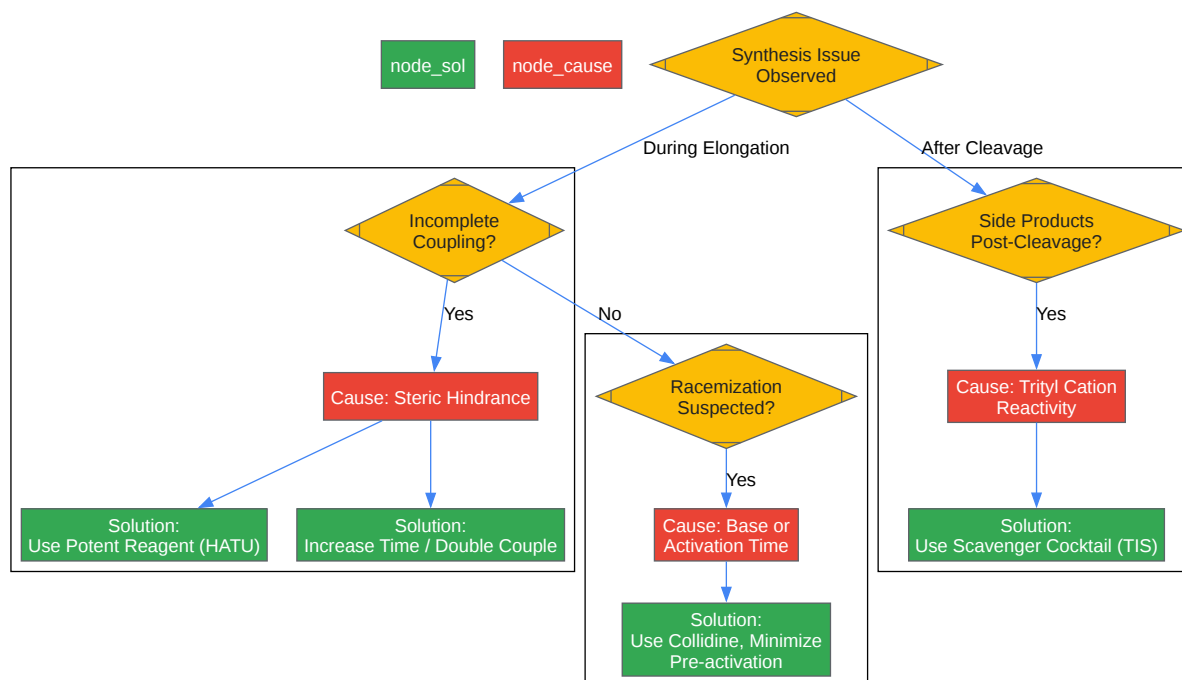 node_sol
node_cause
Synthesis Issue
Observed
During Elongation
After Cleavage
Incomplete
Coupling?
Side Products
Post-Cleavage?
Yes
No
Yes
Cause: Steric Hindrance
Racemization
Suspected?
Cause: Trityl Cation
Reactivity
Yes
Solution:
Use Potent Reagent (HATU)
Solution:
Increase Time / Double Couple
Cause: Base or
Activation Time
Solution:
Use Scavenger Cocktail (TIS)
Solution:
Use Collidine, Minimize
Pre-activation